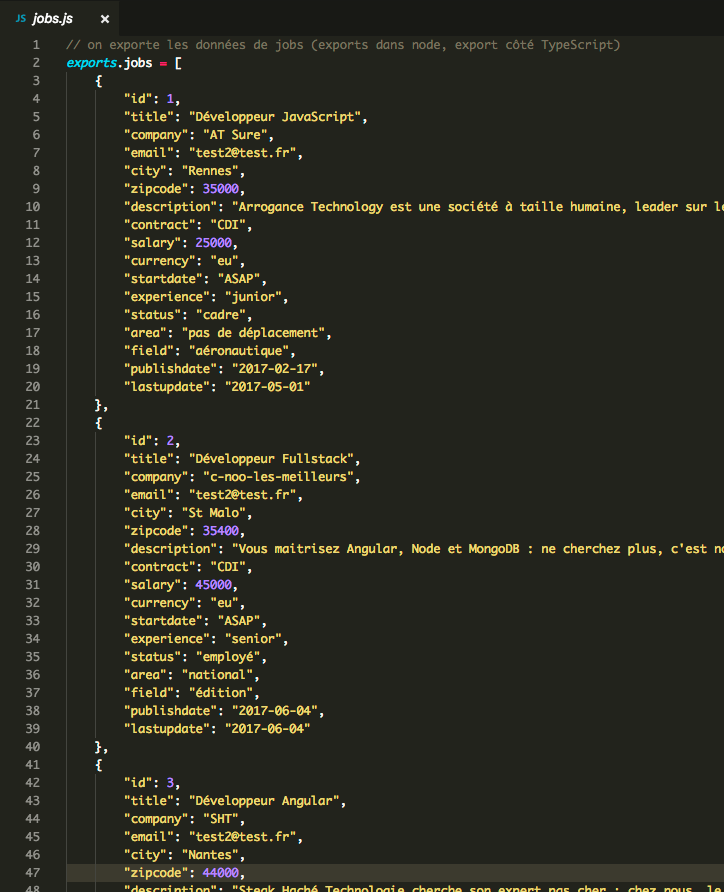 JS jobs.js ×
1 // on exporte les données de jobs (exports dans node, export côté TypeScript)
2 exports.jobs = [
3 {
4 "id": 1,
5 "title": "Développeur JavaScript",
6 "company": "AT Sure",
7 "email": "test2@test.fr",
8 "city": "Rennes",
9 "zipcode": 35000,
10 "description": "Arrogance Technology est une société à taille humaine, leader sur
11 "contract": "CDI",
12 "salary": 25000,
13 "currency": "eu",
14 "startdate": "ASAP",
15 "experience": "junior",
16 "status": "cadre",
17 "area": "pas de déplacement",
18 "field": "aéronautique",
19 "publishdate": "2017-02-17",
20 "lastupdate": "2017-05-01"
21 },
22 {
23 "id": 2,
24 "title": "Développeur Fullstack",
25 "company": "c-noo-les-meilleurs",
26 "email": "test2@test.fr",
27 "city": "St Malo",
28 "zipcode": 35400,
29 "description": "Vous maitrisez Angular, Node et MongoDB : ne cherchez plus, c'est
30 "contract": "CDI",
31 "salary": 45000,
32 "currency": "eu",
33 "startdate": "ASAP",
34 "experience": "senior",
35 "status": "employé",
36 "area": "national",
37 "field": "édition",
38 "publishdate": "2017-06-04",
39 "lastupdate": "2017-06-04"
40 },
41 {
42 "id": 3,
43 "title": "Développeur Angular",
44 "company": "SHT",
45 "email": "test2@test.fr",
46 "city": "Nantes",
47 "zipcode": 44000,
48 "description": "Steak Haché Technologie cherche son expert pas cher : chez nous, le